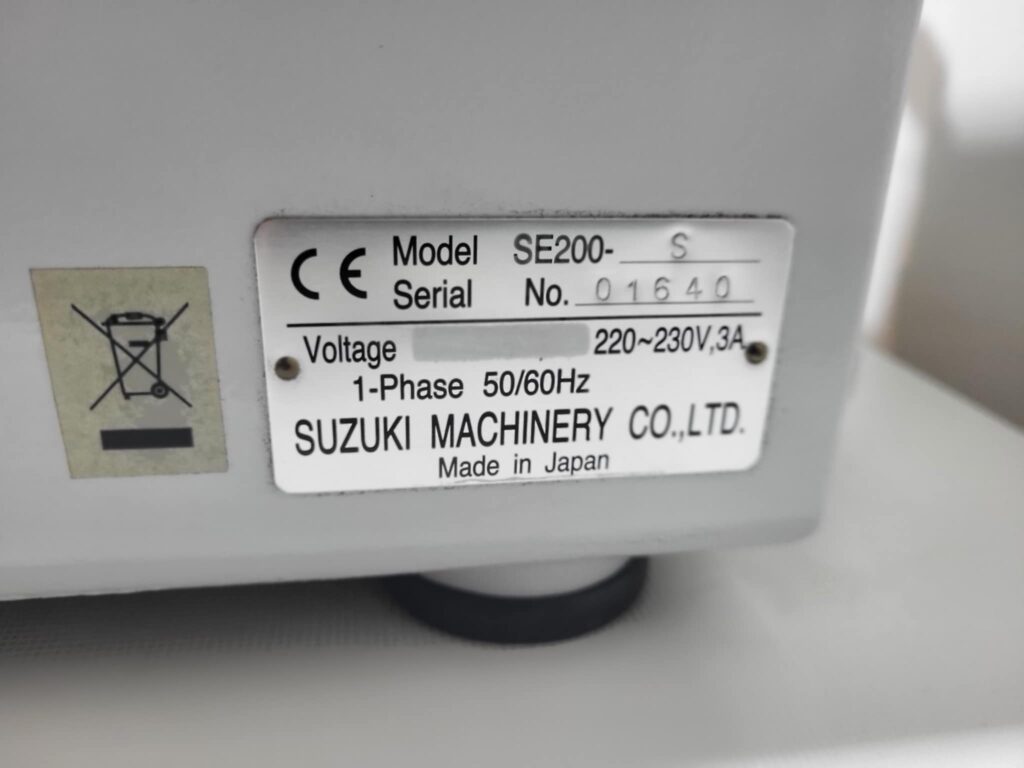 CE Model SE200- S
Serial No. 01640
Voltage 220~230V,3A
1-Phase 50/60Hz
SUZUKI MACHINERY CO.,LTD.
Made in Japan